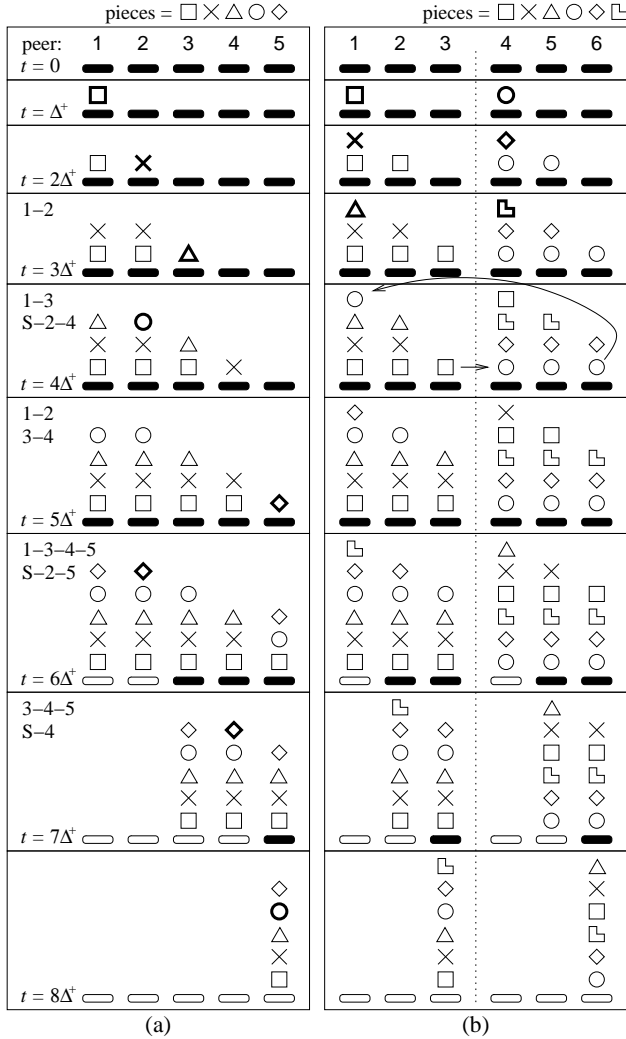 pieces =
peer: 1 2 3 4 5
t = 0
t = Δ⁺
t = 2Δ⁺
1–2
t = 3Δ⁺
1–3
S–2–4
t = 4Δ⁺
1–2
3–4
t = 5Δ⁺
1–3–4–5
S–2–5
t = 6Δ⁺
3–4–5
S–4
t = 7Δ⁺
t = 8Δ⁺
(a)
pieces =
1 2 3 4 5 6
(b)